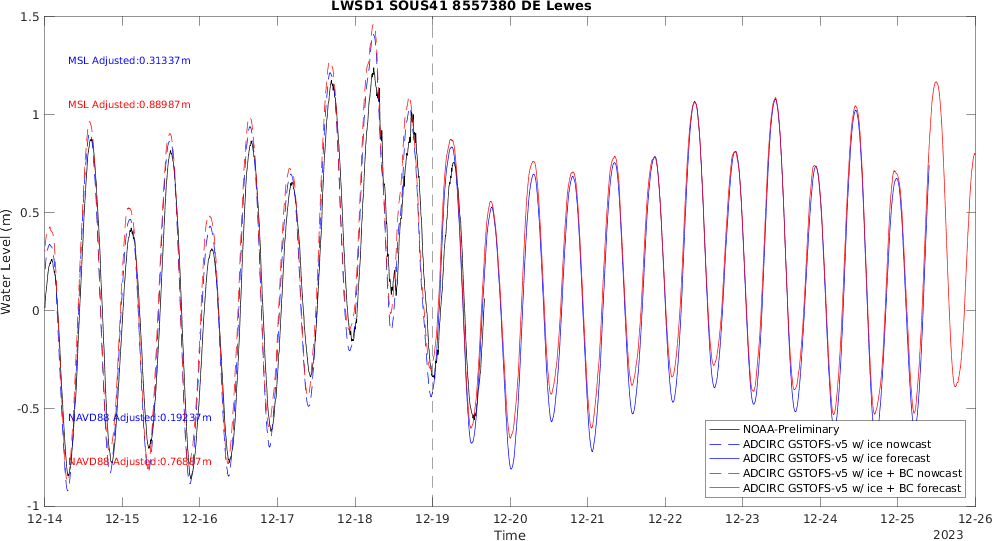 LWSD1 SOUS41 8557380 DE Lewes
1.5
1
0.5
0
-0.5
-1
Water Level (m)
MSL Adjusted:0.31337m
MSL Adjusted:0.88987m
NAVD88 Adjusted:0.19237m
NAVD88 Adjusted:0.76887m
NOAA-Preliminary
ADCIRC GSTOFS-v5 w/ ice nowcast
ADCIRC GSTOFS-v5 w/ ice forecast
ADCIRC GSTOFS-v5 w/ ice + BC nowcast
ADCIRC GSTOFS-v5 w/ ice + BC forecast
12-14 12-15 12-16 12-17 12-18 12-19 12-20 12-21 12-22 12-23 12-24 12-25 12-26
Time
2023